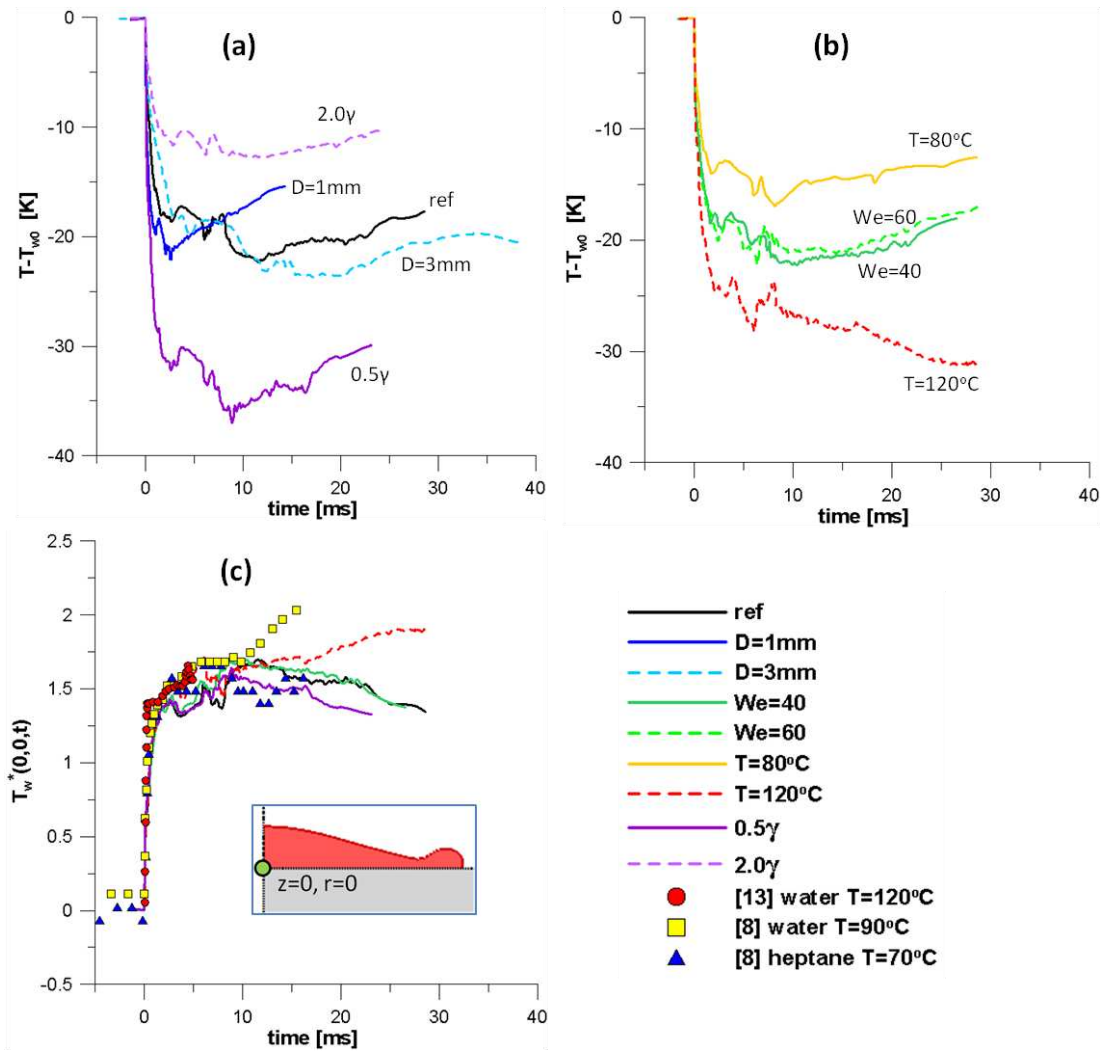 (a)
0
-10
-20
-30
-40
T-Tw0 [K]
2.0γ
D=1mm
ref
D=3mm
0.5γ
0 10 20 30 40
time [ms]
(b)
0
-10
-20
-30
-40
T-Tw0 [K]
T=80°C
We=60
We=40
T=120°C
0 10 20 30 40
time [ms]
(c)
2.5
2
1.5
1
0.5
0
-0.5
Tw*(0,0,t)
z=0, r=0
0 10 20 30 40
time [ms]
ref
D=1mm
D=3mm
We=40
We=60
T=80°C
T=120°C
0.5γ
2.0γ
[13] water T=120°C
[8] water T=90°C
[8] heptane T=70°C